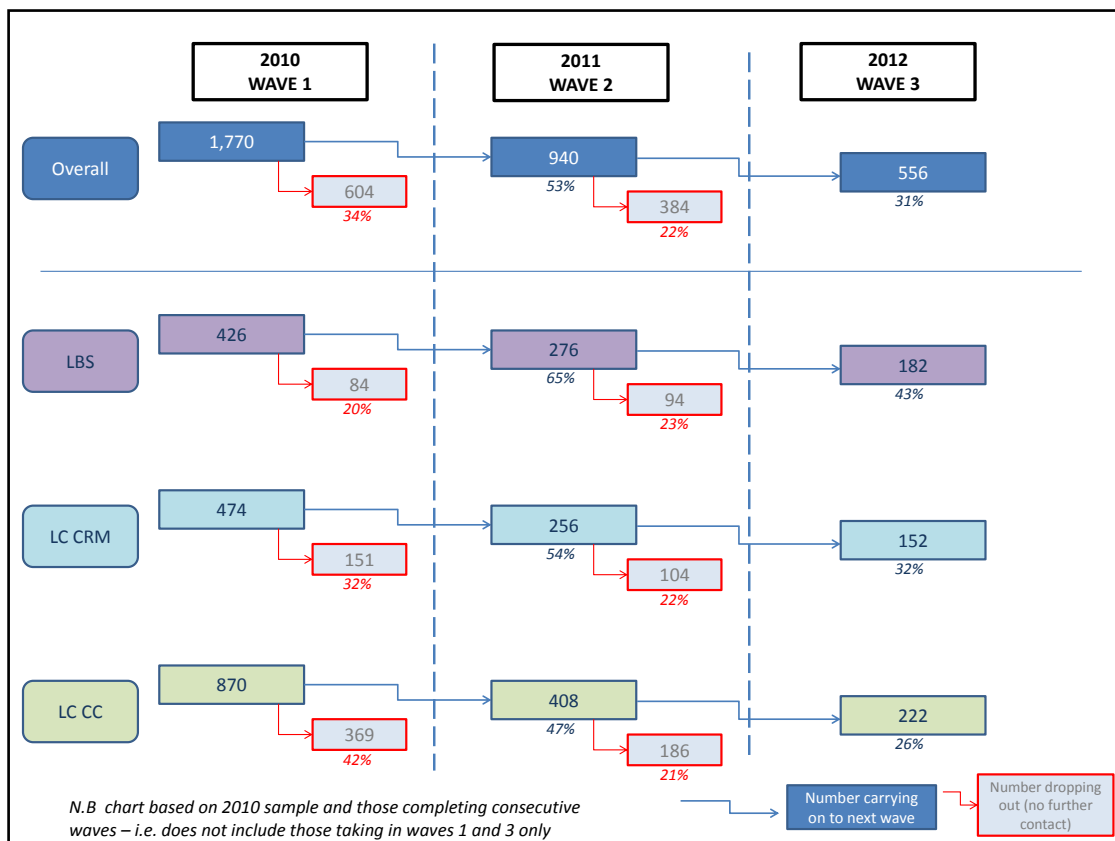 2010
WAVE 1
2011
WAVE 2
2012
WAVE 3
Overall
1,770
604
34%
940
53%
384
22%
556
31%
LBS
426
84
20%
276
65%
94
23%
182
43%
LC CRM
474
151
32%
256
54%
104
22%
152
32%
LC CC
870
369
42%
408
47%
186
21%
222
26%
N.B chart based on 2010 sample and those completing consecutive
waves – i.e. does not include those taking in waves 1 and 3 only
Number carrying
on to next wave
Number dropping
out (no further
contact)